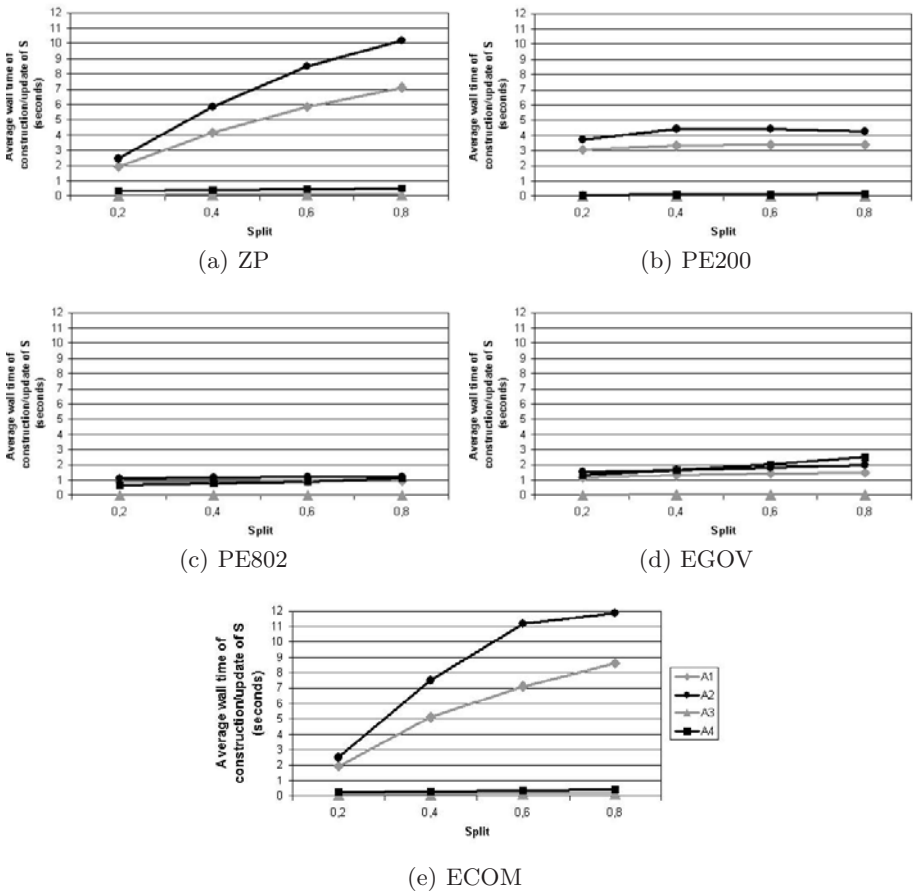 Average wall time of
construction/update of S
(seconds)
12
11
10
9
8
7
6
5
4
3
2
1
0
0,2 0,4 0,6 0,8
Split
(a) ZP
Average wall time of
construction/update of S
(seconds)
12
11
10
9
8
7
6
5
4
3
2
1
0
0,2 0,4 0,6 0,8
Split
(b) PE200
Average wall time of
construction/update of S
(seconds)
12
11
10
9
8
7
6
5
4
3
2
1
0
0,2 0,4 0,6 0,8
Split
(c) PE802
Average wall time of
construction/update of S
(seconds)
12
11
10
9
8
7
6
5
4
3
2
1
0
0,2 0,4 0,6 0,8
Split
(d) EGOV
Average wall time of
construction/update of S
(seconds)
12
11
10
9
8
7
6
5
4
3
2
1
0
0,2 0,4 0,6 0,8
Split
A1
A2
A3
A4
(e) ECOM